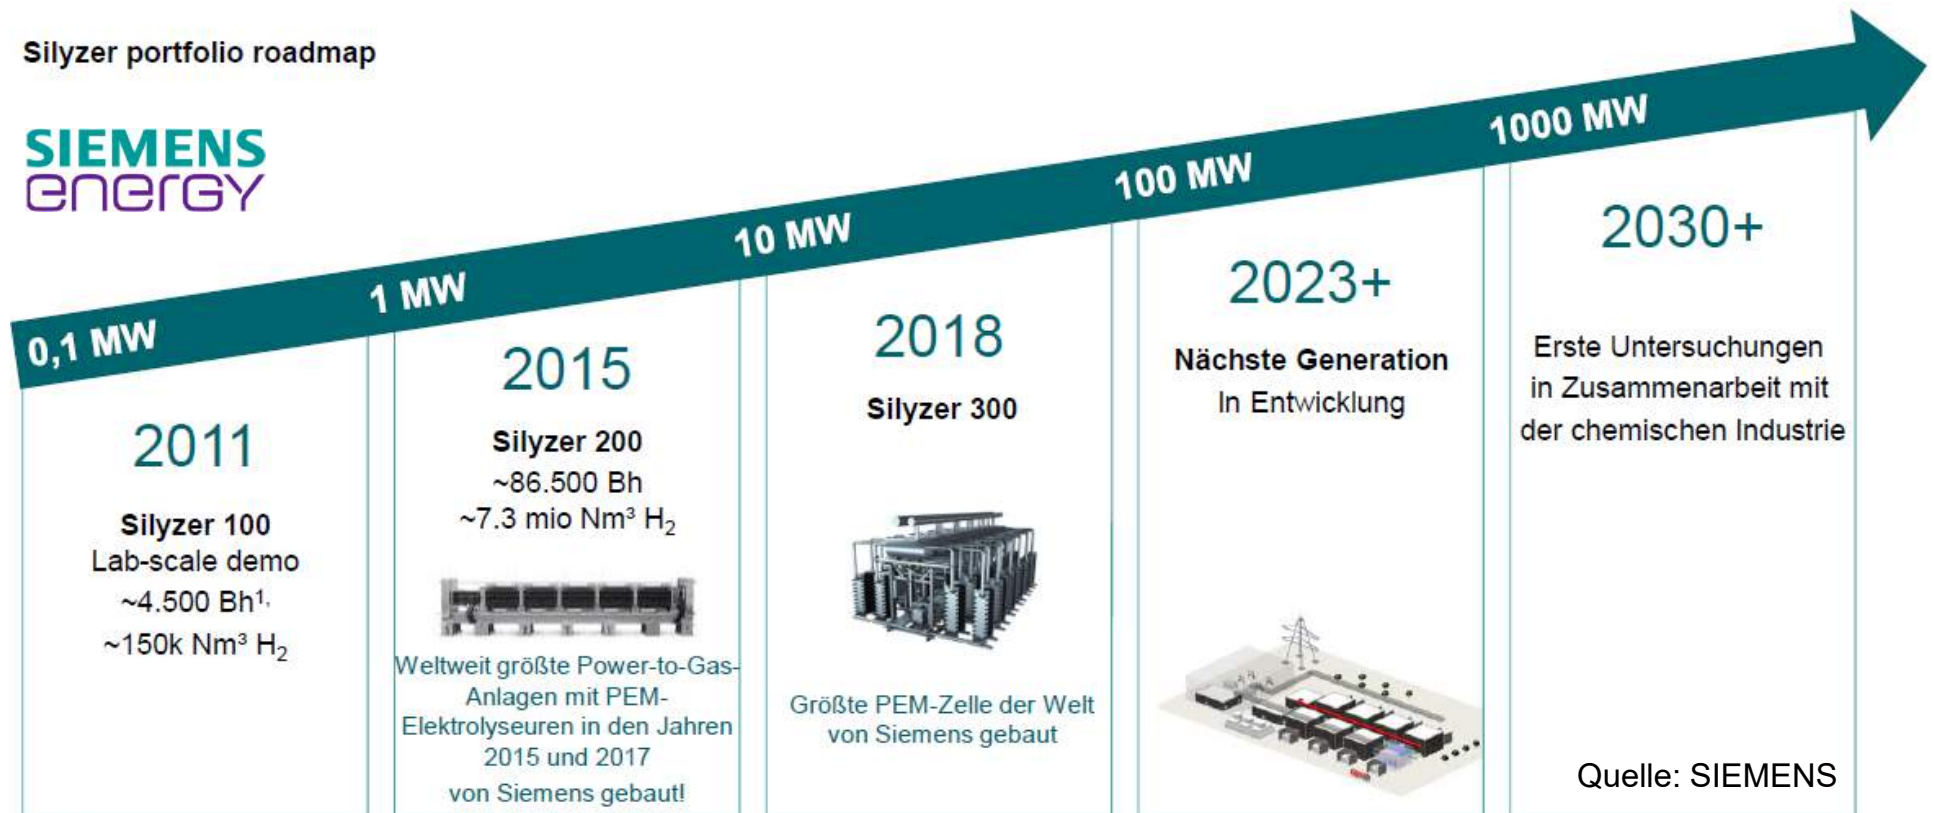 Silyzer portfolio roadmap
SIEMENS
energy
0,1 MW
1 MW
10 MW
100 MW
1000 MW
2011
Silyzer 100
Lab-scale demo
~4.500 Bh¹,
~150k Nm³ H₂
2015
Silyzer 200
~86.500 Bh
~7.3 mio Nm³ H₂
Weltweit größte Power-to-Gas-
Anlagen mit PEM-
Elektrolyseuren in den Jahren
2015 und 2017
von Siemens gebaut!
2018
Silyzer 300
Größte PEM-Zelle der Welt
von Siemens gebaut
2023+
Nächste Generation
In Entwicklung
2030+
Erste Untersuchungen
in Zusammenarbeit mit
der chemischen Industrie
Quelle: SIEMENS